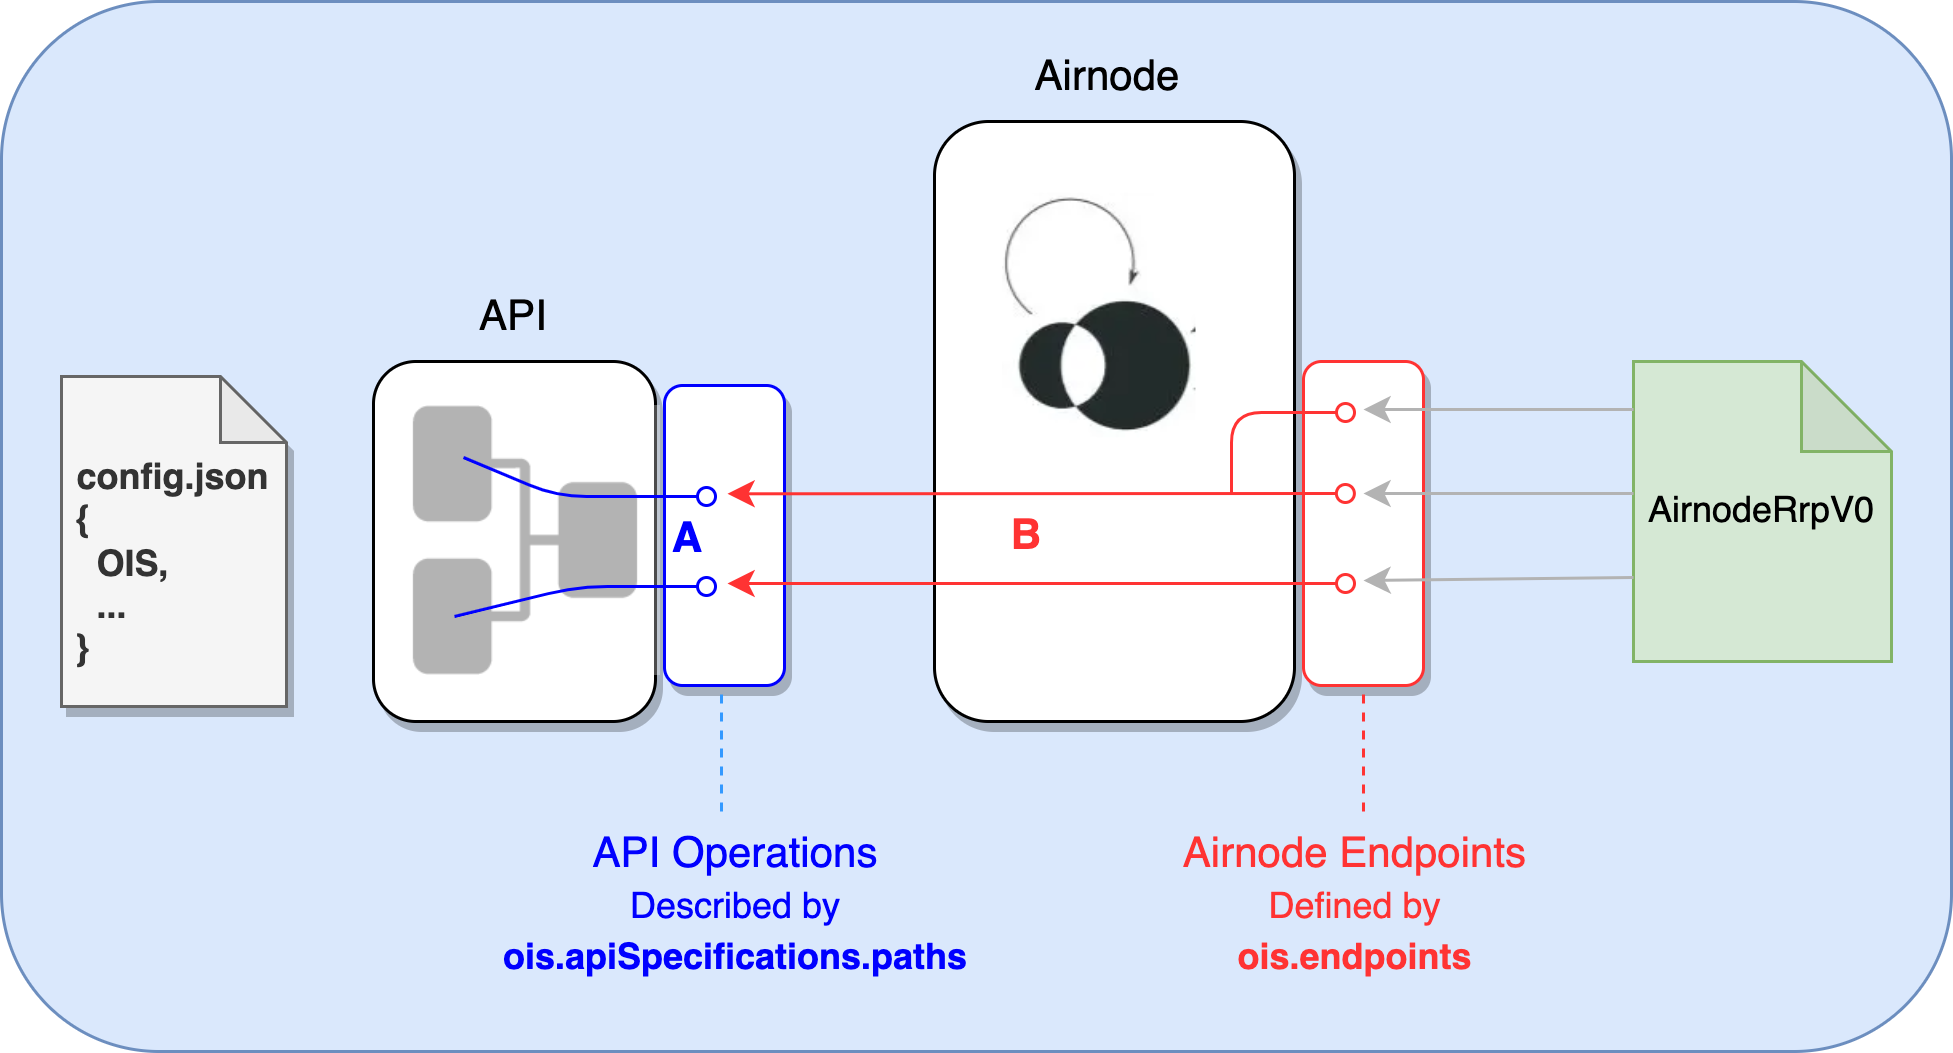 Airnode
API
config.json
{
OIS,
...
}
A
B
AirnodeRrpV0
API Operations
Described by
ois.apiSpecifications.paths
Airnode Endpoints
Defined by
ois.endpoints